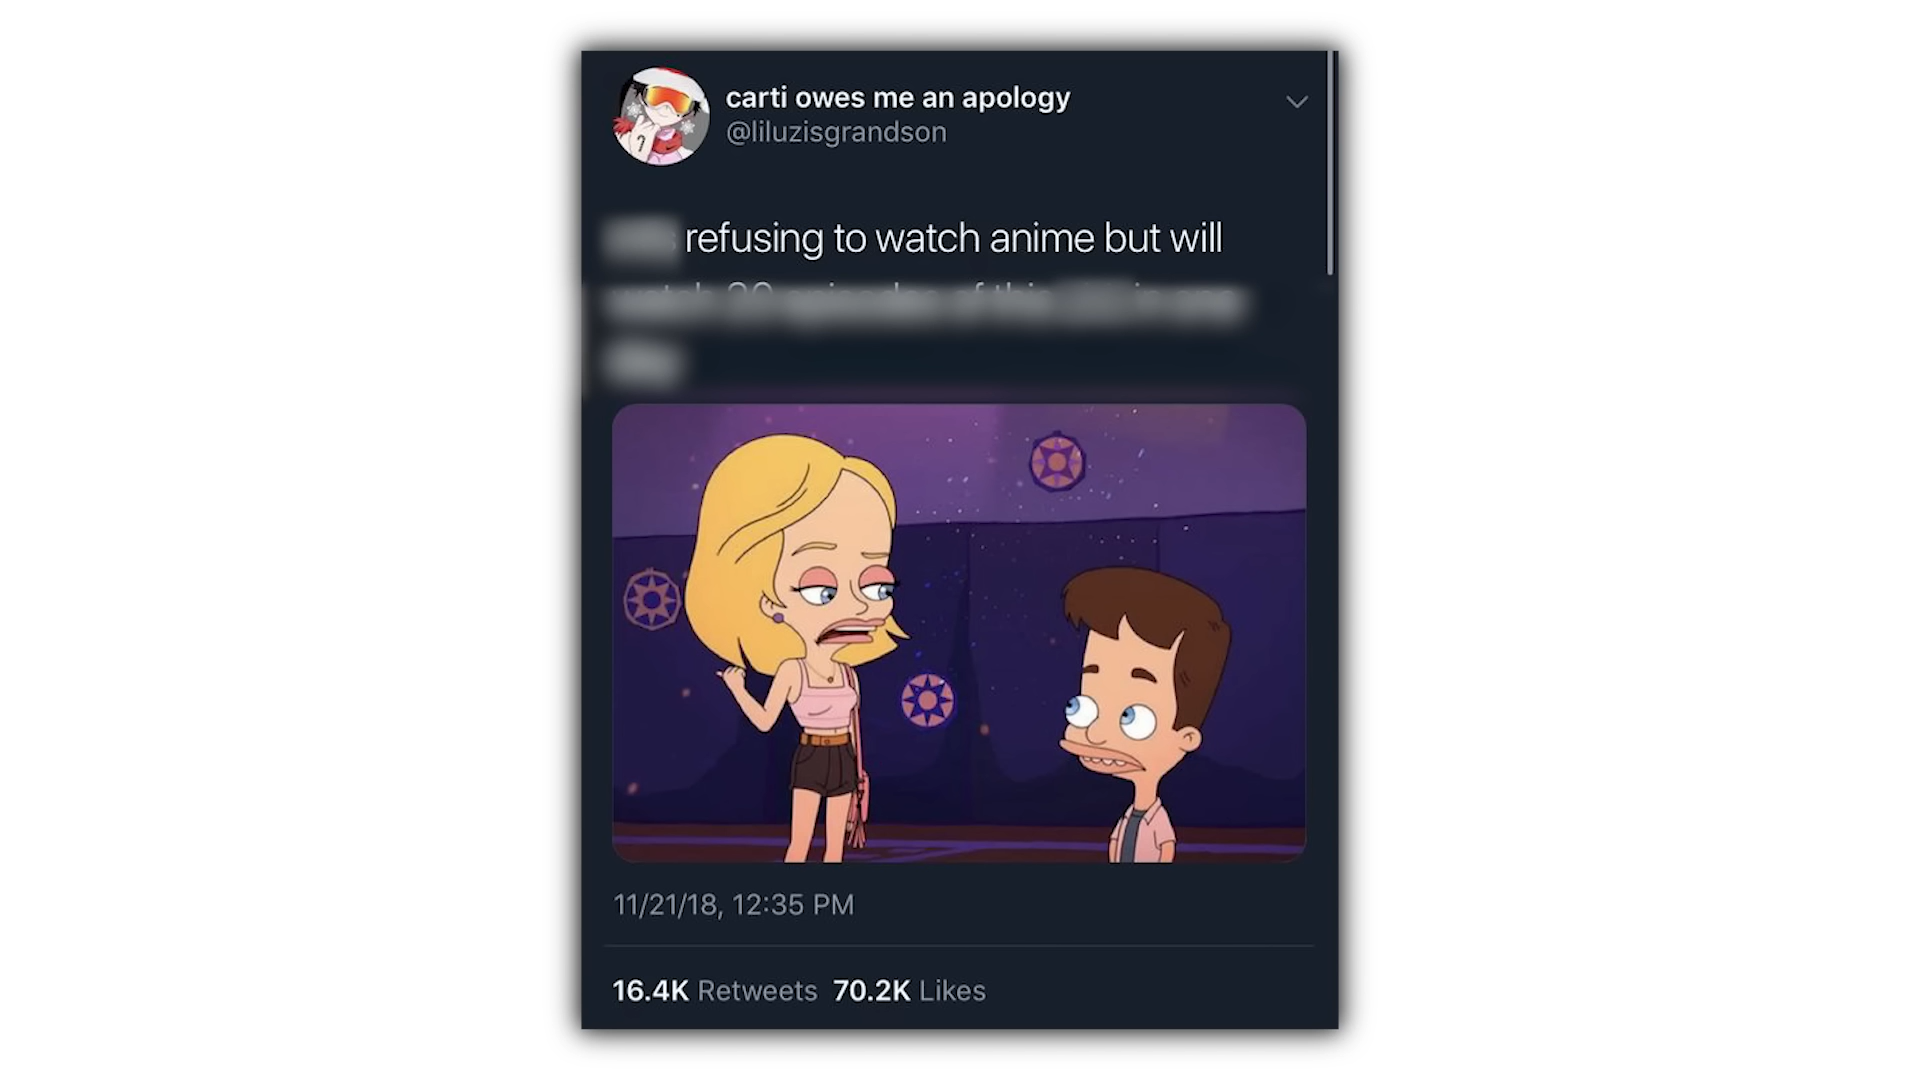 carti owes me an apology
@liluzisgrandson
refusing to watch anime but will
11/21/18, 12:35 PM
16.4K Retweets 70.2K Likes